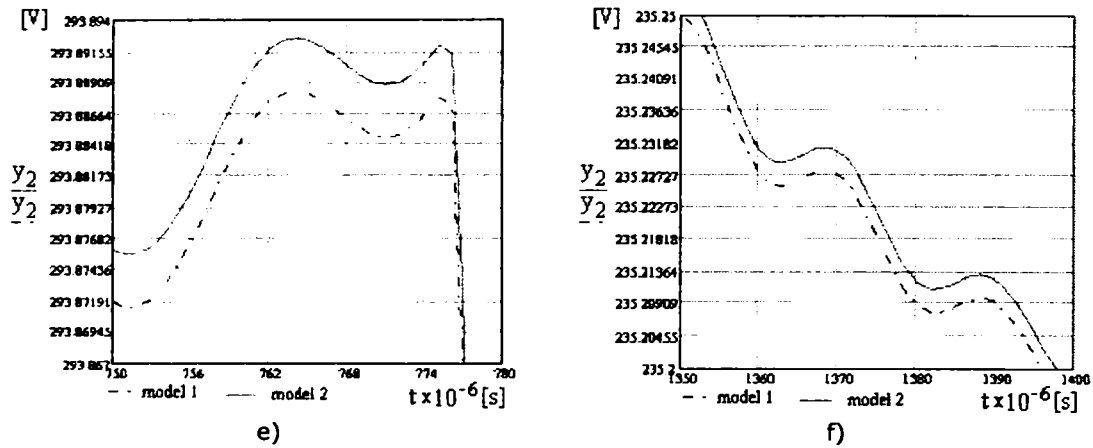 [V]
293.894
293.89155
293.88909
293.88664
293.88418
293.88173
293.87927
293.87682
293.87436
293.87191
293.86945
y2
y2
750 756 762 768 774 780
model 1 model 2 t×10⁻⁶[s]
e)
[V]
235.25
235.24545
235.24091
235.23636
235.23182
235.22727
235.22273
235.21818
235.21364
235.20909
235.20455
235.2
y2
y2
1350 1360 1370 1380 1390 1400
model 1 model 2 t×10⁻⁶[s]
f)